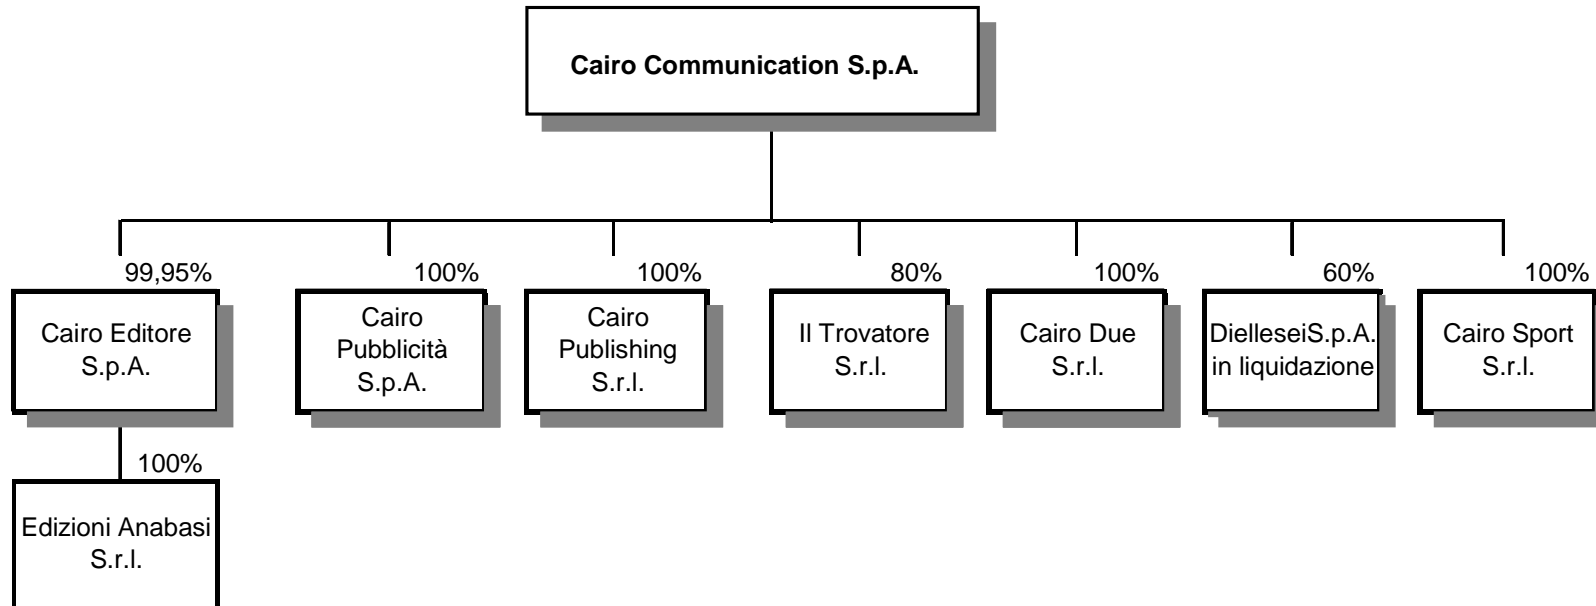 Cairo Communication S.p.A.
99,95%
100%
100%
80%
100%
60%
100%
Cairo Editore
S.p.A.
Cairo
Pubblicità
S.p.A.
Cairo
Publishing
S.r.l.
Il Trovatore
S.r.l.
Cairo Due
S.r.l.
DielleseiS.p.A.
in liquidazione
Cairo Sport
S.r.l.
100%
Edizioni Anabasi
S.r.l.